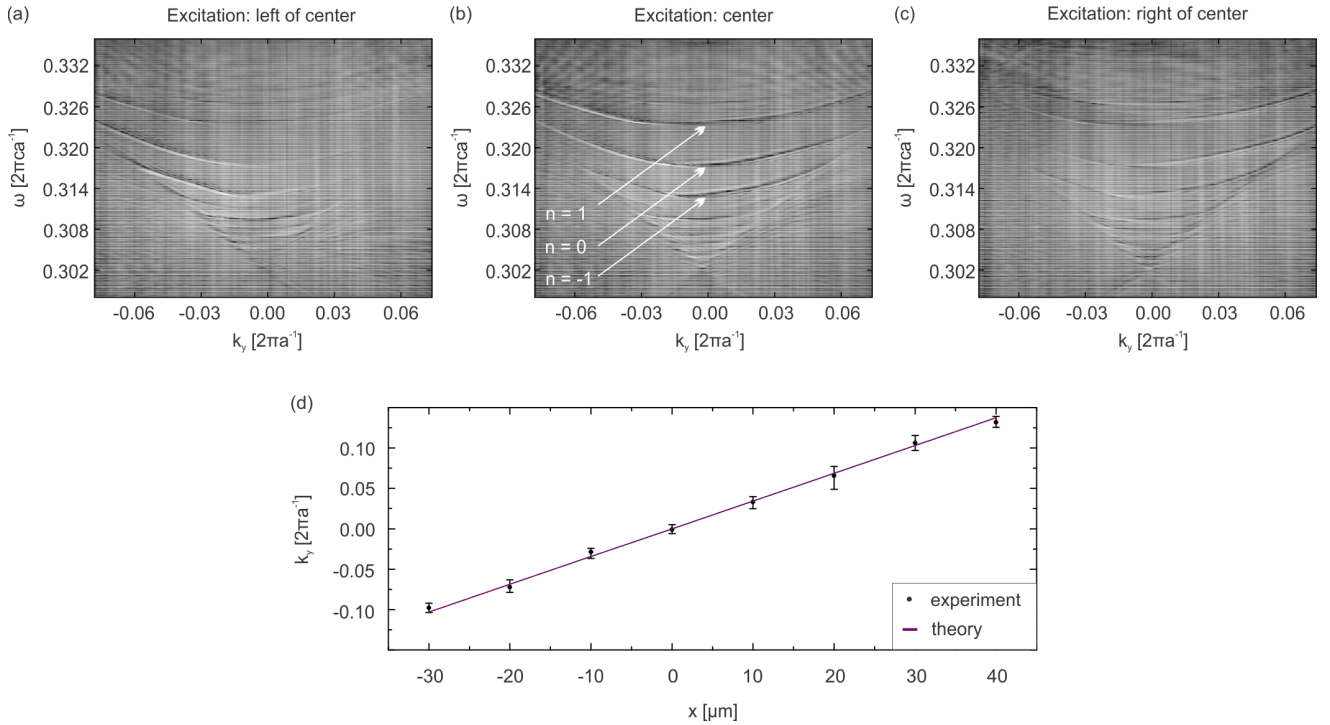 (a)
Excitation: left of center
0.332
0.326
0.320
0.314
0.308
0.302
ω [2πca⁻¹]
-0.06
-0.03
0.00
0.03
0.06
k_y [2πa⁻¹]
(b)
Excitation: center
0.332
0.326
0.320
0.314
0.308
0.302
ω [2πca⁻¹]
n = 1
n = 0
n = -1
-0.06
-0.03
0.00
0.03
0.06
k_y [2πa⁻¹]
(c)
Excitation: right of center
0.332
0.326
0.320
0.314
0.308
0.302
ω [2πca⁻¹]
-0.06
-0.03
0.00
0.03
0.06
k_y [2πa⁻¹]
(d)
0.10
0.05
0.00
-0.05
-0.10
k_y [2πa⁻¹]
experiment
theory
-30
-20
-10
0
10
20
30
40
x [μm]